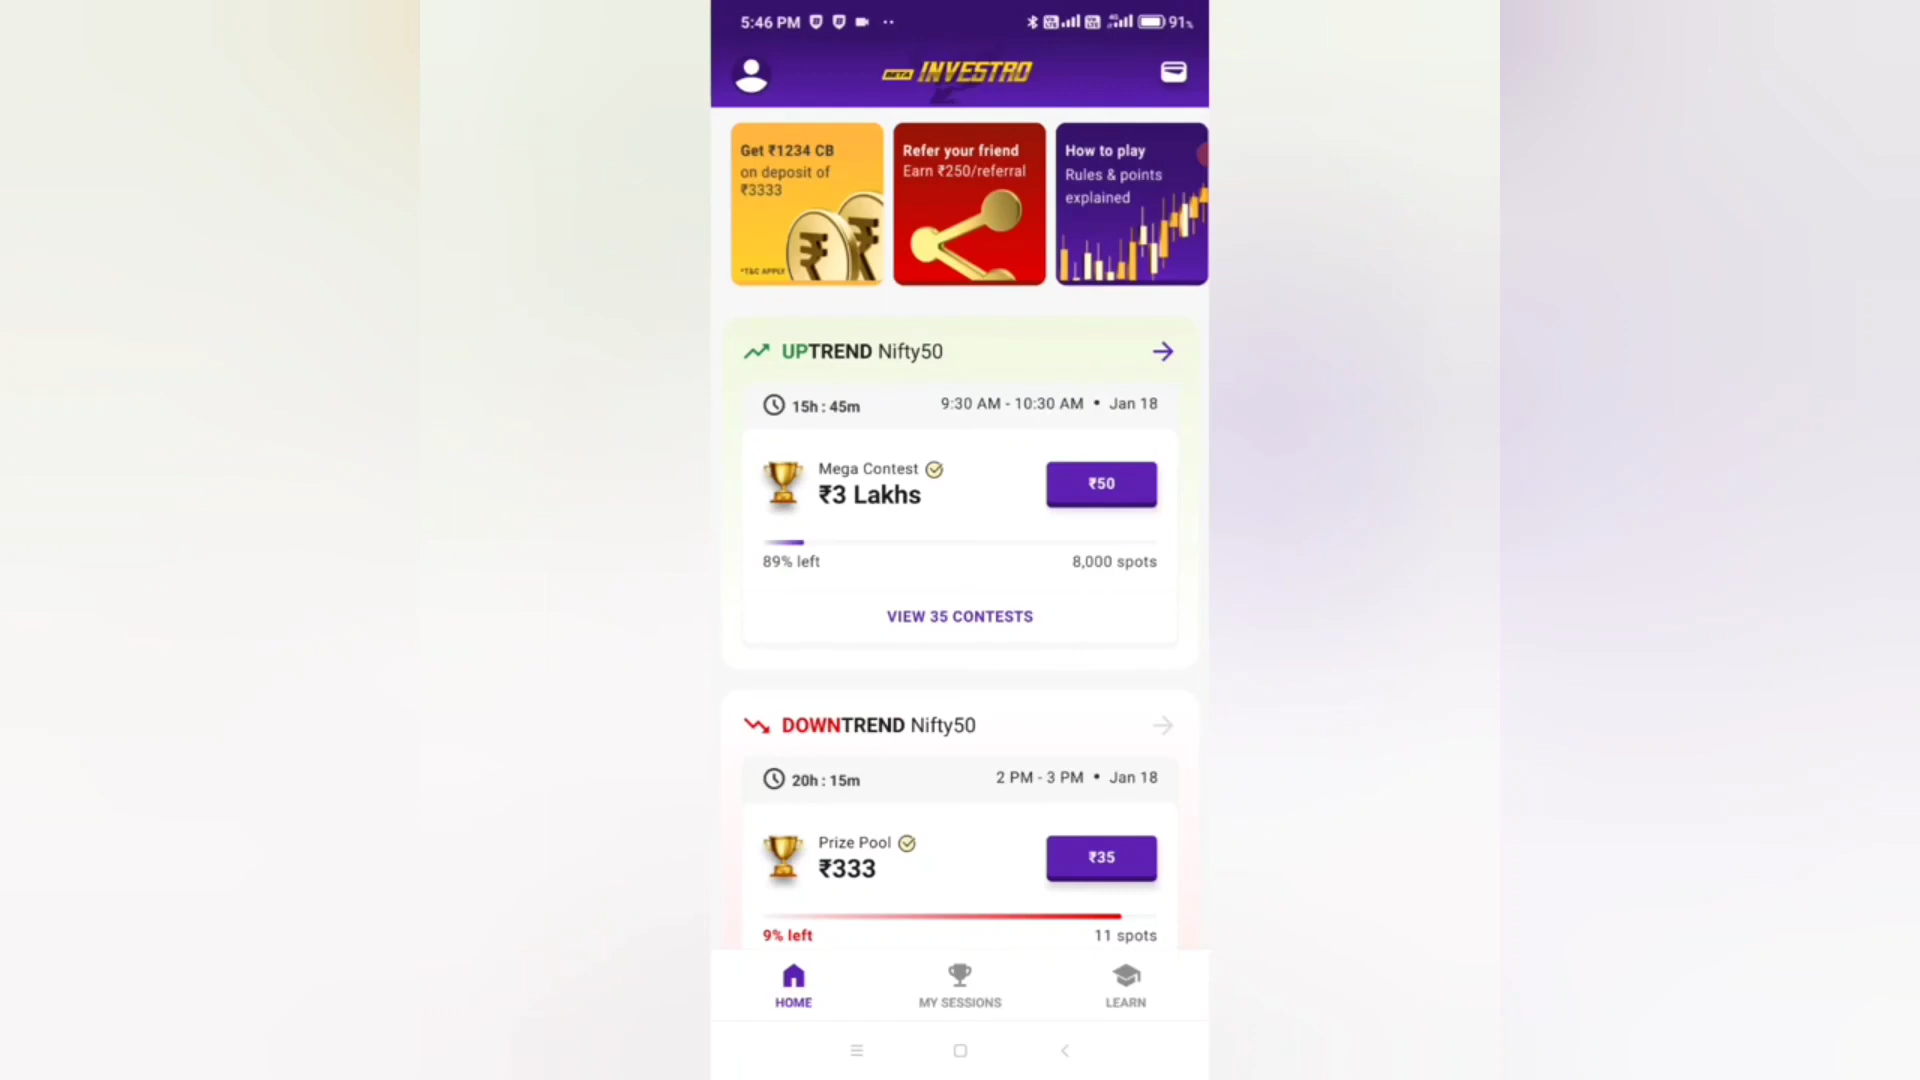 5:46 PM
91%
BETA INVESTRO
Get ₹1234 CB
on deposit of
₹3333
*T&C APPLY
Refer your friend
Earn ₹250/referral
How to play
Rules & points
explained
UPTREND Nifty50
15h : 45m
9:30 AM - 10:30 AM • Jan 18
Mega Contest
₹3 Lakhs
₹50
89% left
8,000 spots
VIEW 35 CONTESTS
DOWNTREND Nifty50
20h : 15m
2 PM - 3 PM • Jan 18
Prize Pool
₹333
₹35
9% left
11 spots
HOME
MY SESSIONS
LEARN